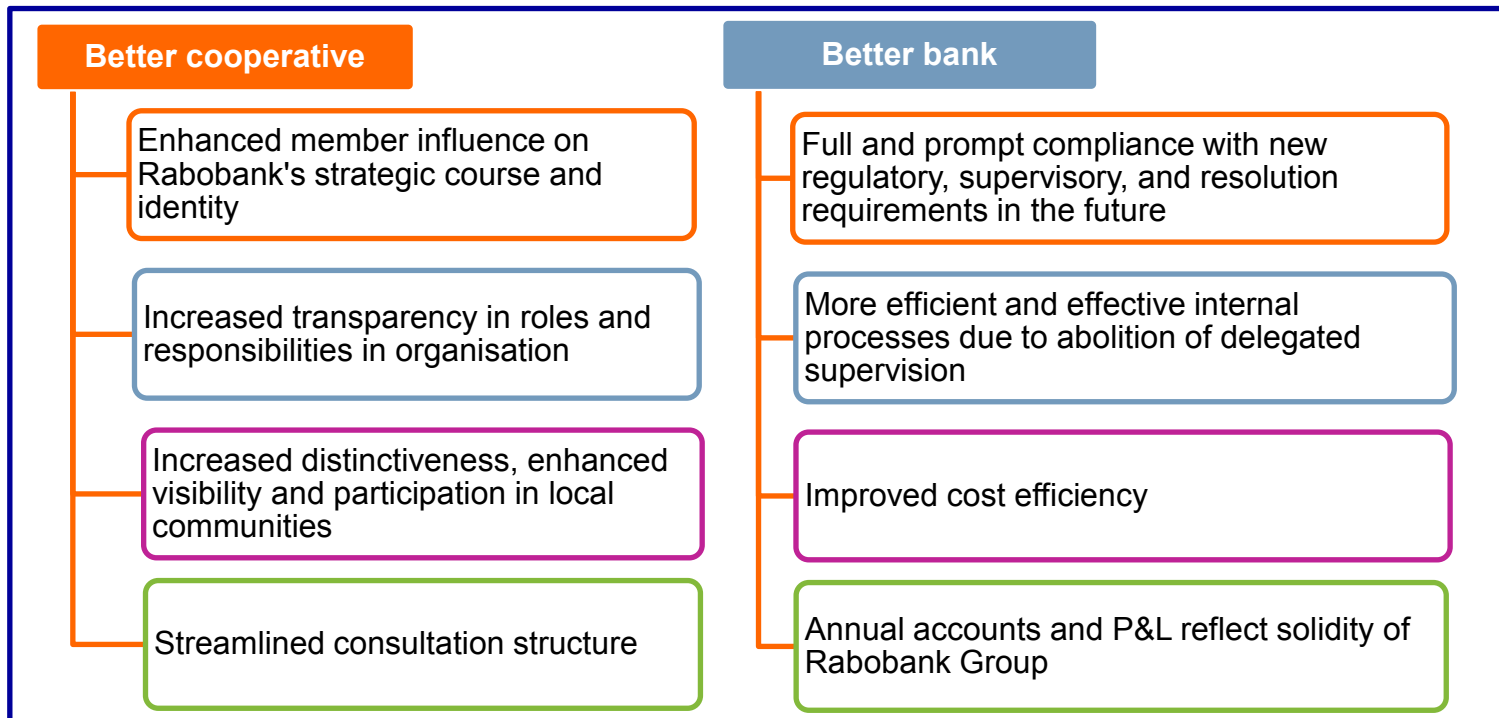 Better cooperative
Enhanced member influence on
Rabobank's strategic course and
identity
Increased transparency in roles and
responsibilities in organisation
Increased distinctiveness, enhanced
visibility and participation in local
communities
Streamlined consultation structure
Better bank
Full and prompt compliance with new
regulatory, supervisory, and resolution
requirements in the future
More efficient and effective internal
processes due to abolition of delegated
supervision
Improved cost efficiency
Annual accounts and P&L reflect solidity of
Rabobank Group